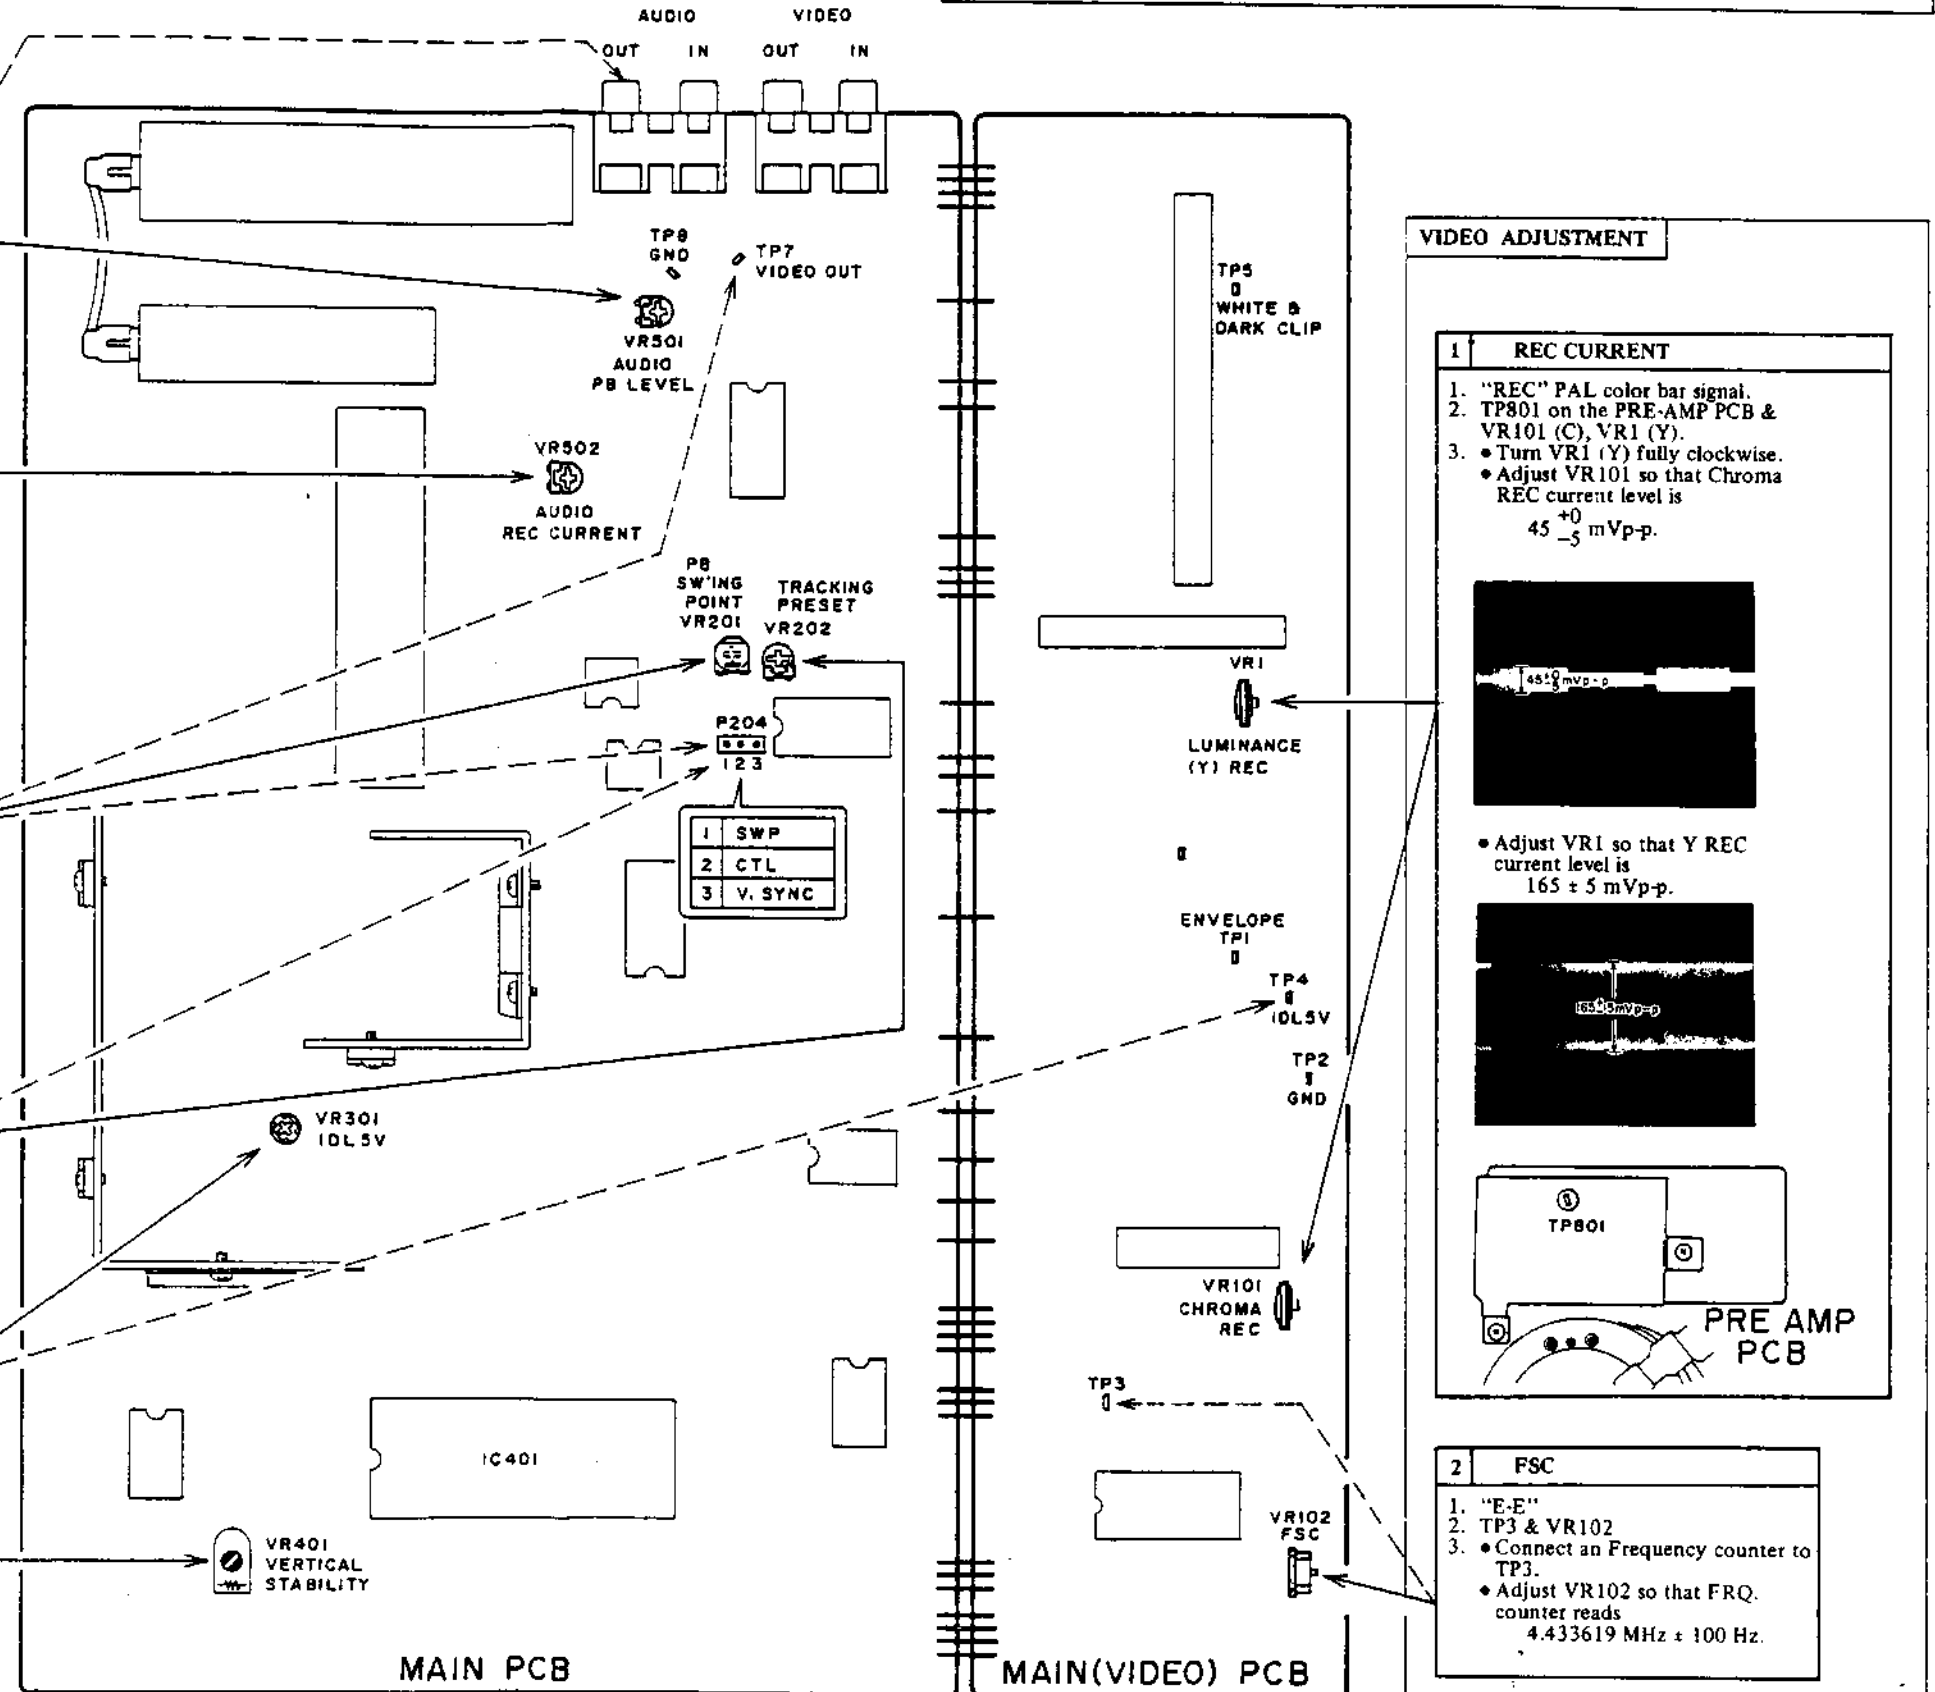 AUDIO VIDEO
OUT IN OUT IN
TP8
GND
TP7
VIDEO OUT
VR501
AUDIO
PB LEVEL
VR502
AUDIO
REC CURRENT
PB
SW'ING
POINT
VR201
TRACKING
PRESET
VR202
P204
1 2 3
1 SWP
2 CTL
3 V. SYNC
VR301
IDL 5V
IC401
VR401
VERTICAL
STABILITY
MAIN PCB
TP5
WHITE &
DARK CLIP
VR1
LUMINANCE
(Y) REC
ENVELOPE
TP1
TP4
IDL5V
TP2
GND
VR101
CHROMA
REC
TP3
VR102
FSC
MAIN(VIDEO) PCB
VIDEO ADJUSTMENT
1 REC CURRENT
1. "REC" PAL color bar signal.
2. TP801 on the PRE-AMP PCB &
VR101 (C), VR1 (Y).
3. • Turn VR1 (Y) fully clockwise.
• Adjust VR101 so that Chroma
REC current level is
45 +0 −5 mVp-p.
45 +0 −5 mVp-p
• Adjust VR1 so that Y REC
current level is
165 ± 5 mVp-p.
165±5mVp-p
TP801
PRE AMP
PCB
2 FSC
1. "E-E"
2. TP3 & VR102
3. • Connect an Frequency counter to
TP3.
• Adjust VR102 so that FRQ.
counter reads
4.433619 MHz ± 100 Hz.